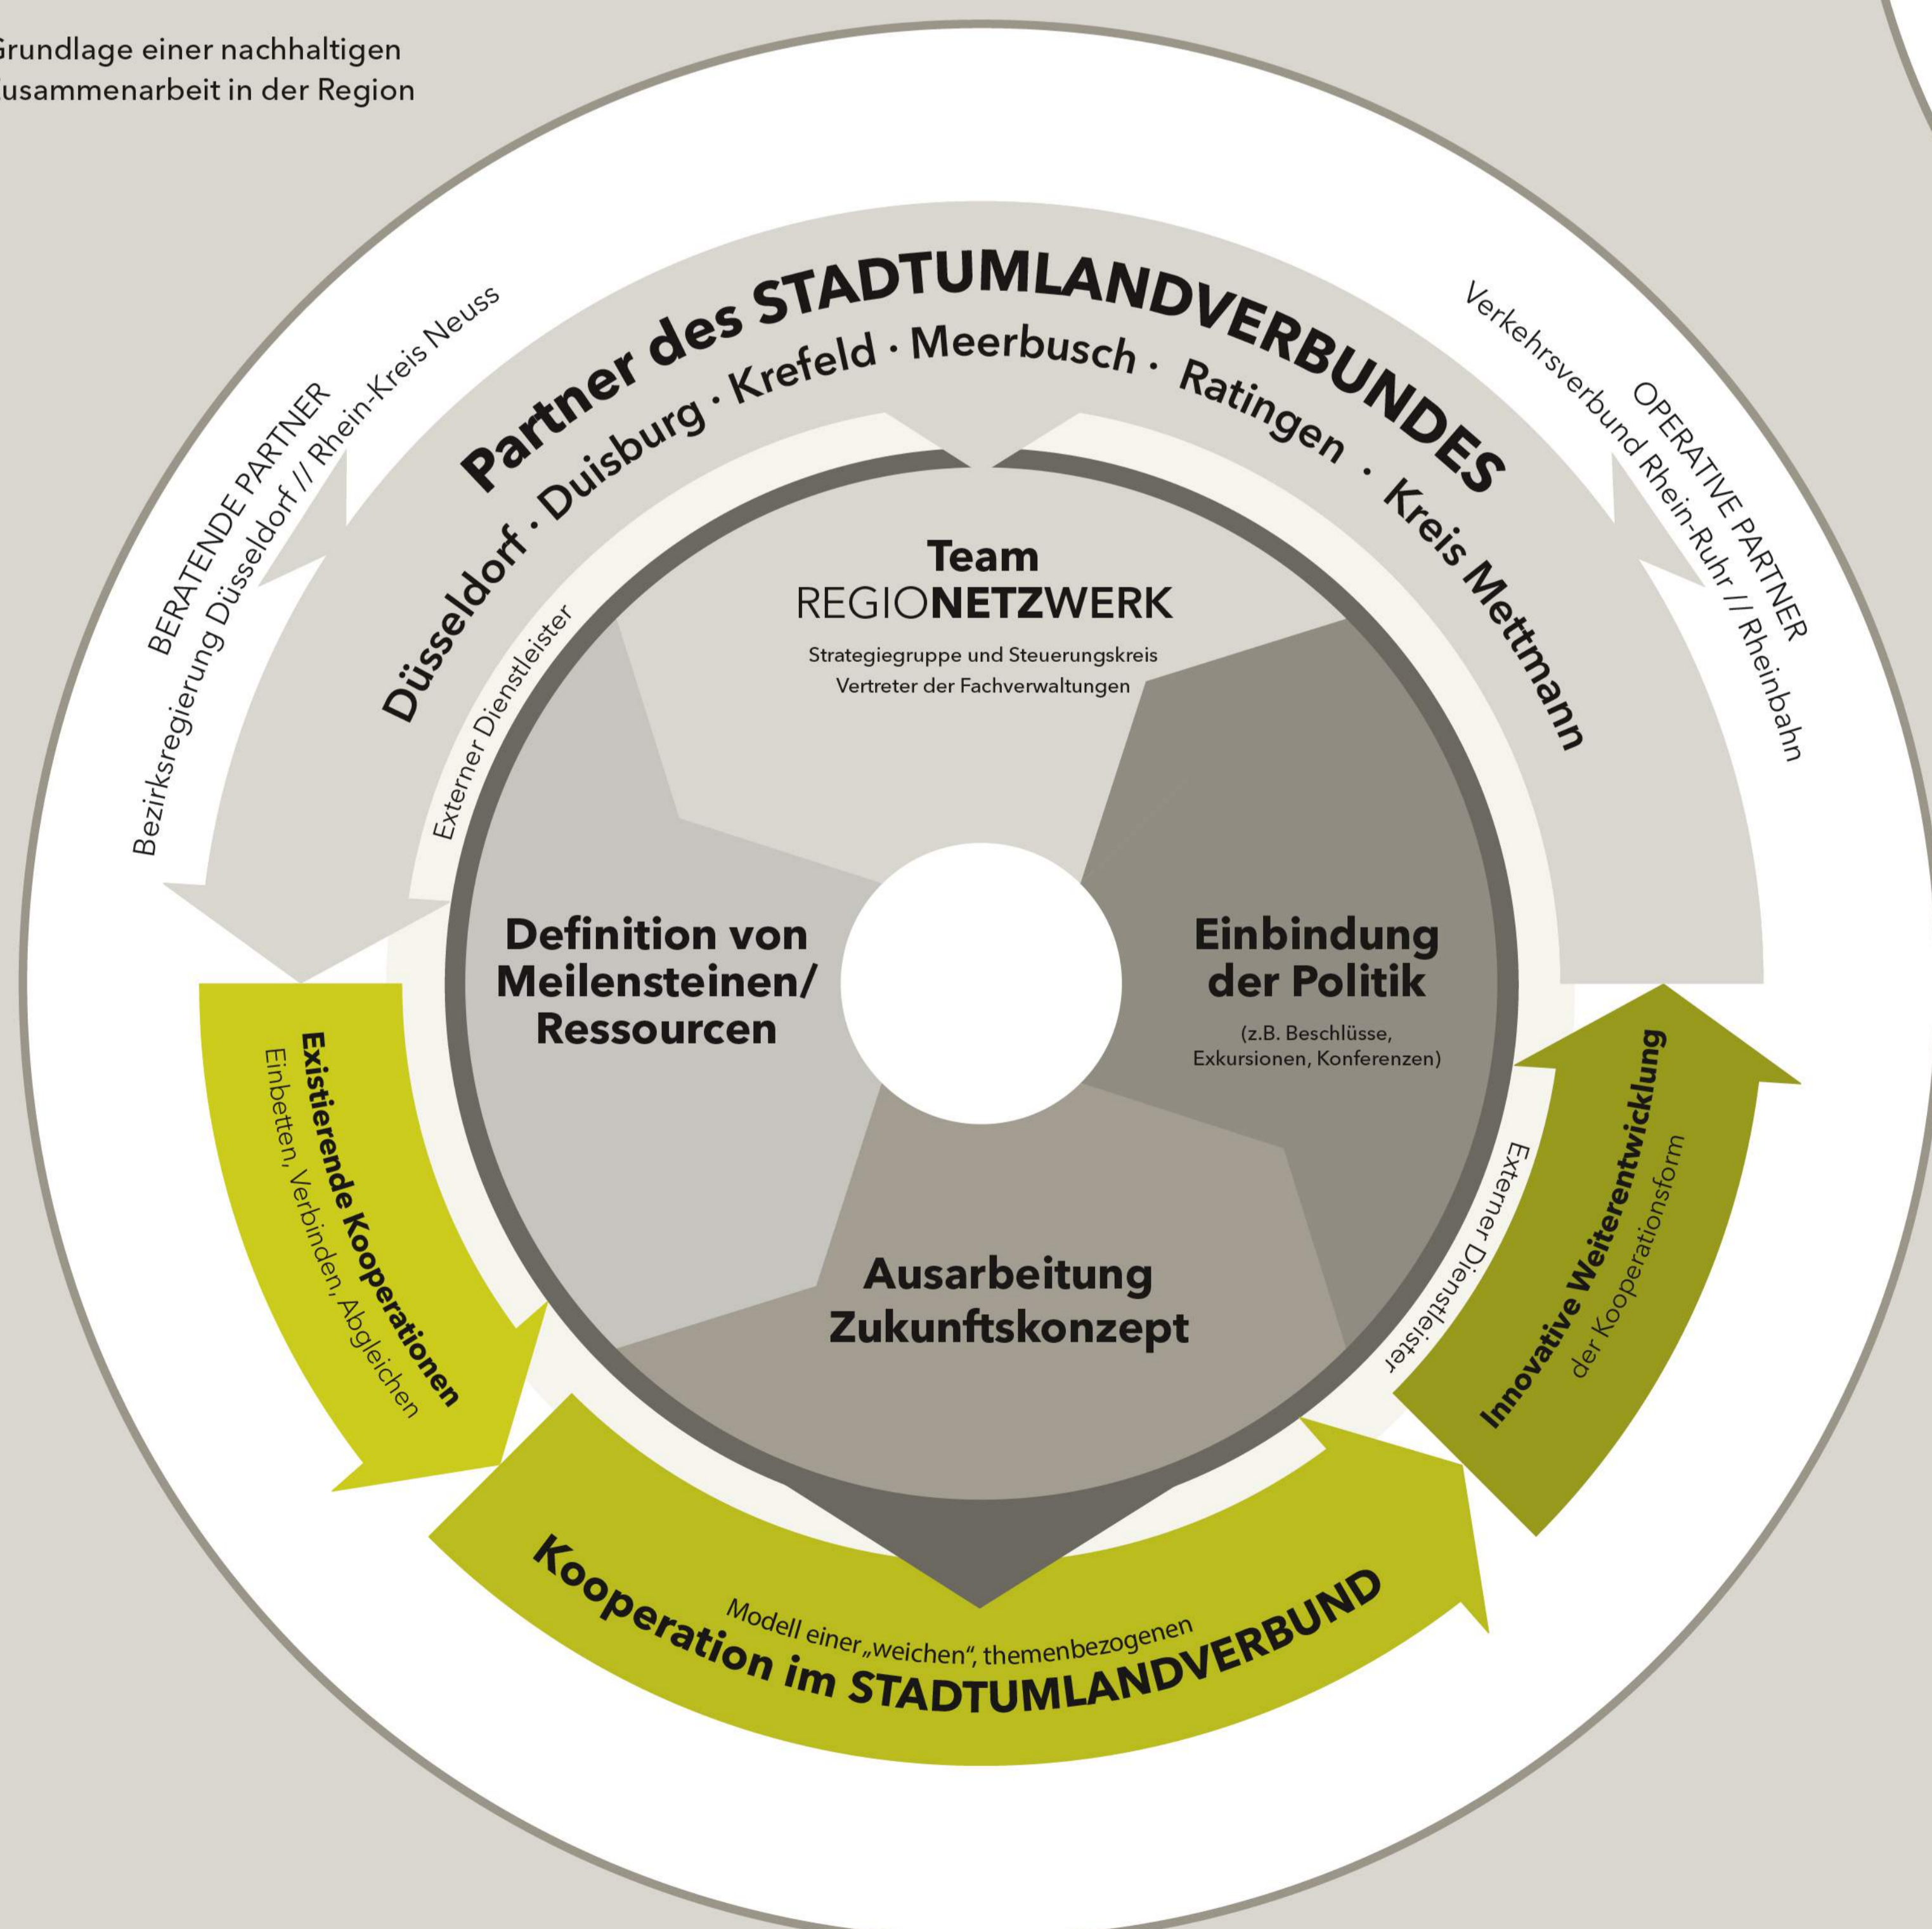 Grundlage einer nachhaltigen
Zusammenarbeit in der Region
BERATENDE PARTNER
Bezirksregierung Düsseldorf // Rhein-Kreis Neuss
Partner des STADTUMLANDVERBUNDES
Düsseldorf · Duisburg · Krefeld · Meerbusch · Ratingen · Kreis Mettmann
OPERATIVE PARTNER
Verkehrsverbund Rhein-Ruhr // Rheinbahn
Externer Dienstleister
Team
REGIONETZWERK
Strategiegruppe und Steuerungskreis
Vertreter der Fachverwaltungen
Definition von
Meilensteinen/
Ressourcen
Einbindung
der Politik
(z.B. Beschlüsse,
Exkursionen, Konferenzen)
Ausarbeitung
Zukunftskonzept
Externer Dienstleister
Existierende Kooperationen
Einbetten, Verbinden, Abgleichen
Modell einer „weichen“, themenbezogenen
Kooperation im STADTUMLANDVERBUND
Innovative Weiterentwicklung
der Kooperationsform